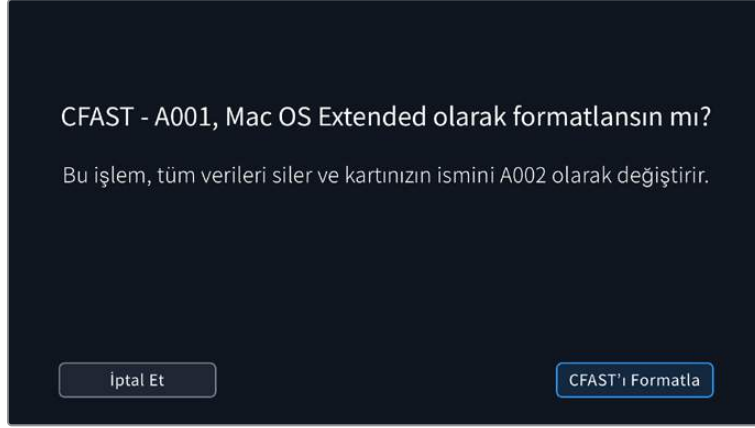 CFAST - A001, Mac OS Extended olarak formatlansın mı?
Bu işlem, tüm verileri siler ve kartınızın ismini A002 olarak değiştirir.
İptal Et
CFAST'ı Formatla